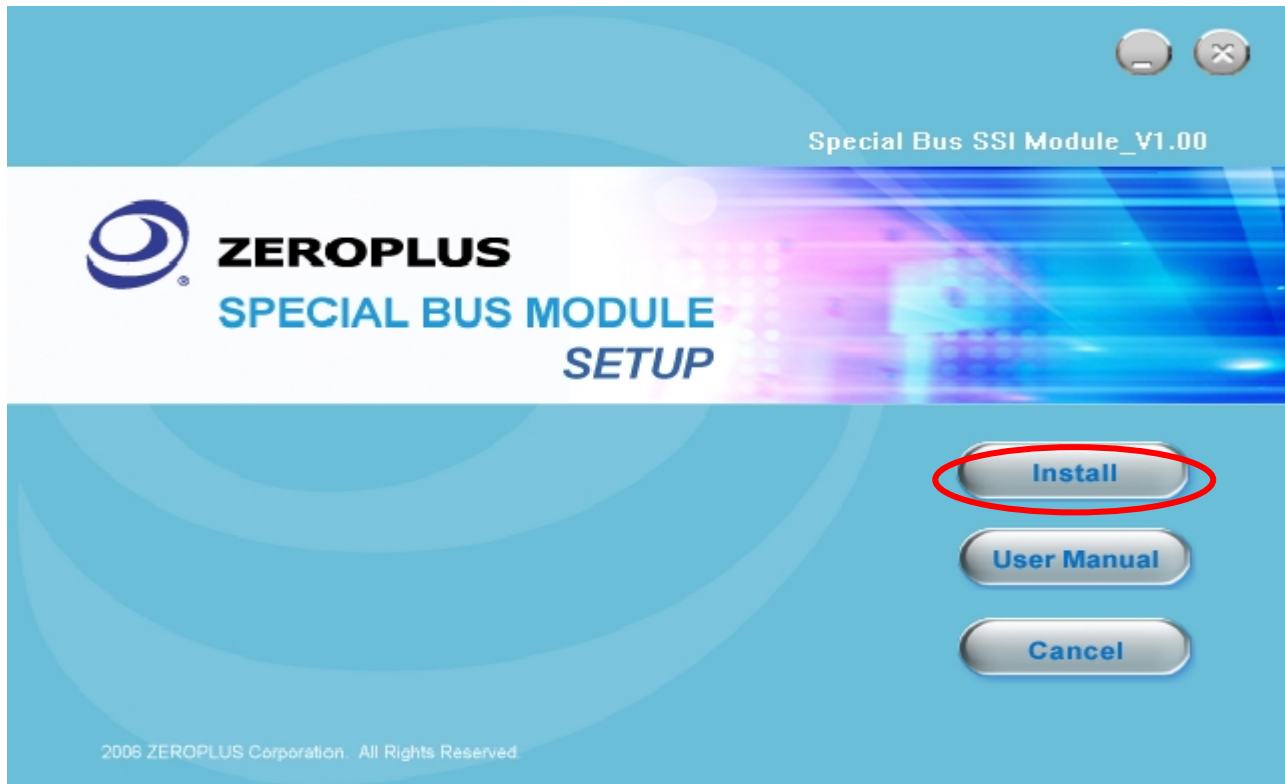 Special Bus SSI Module_V1.00
ZEROPLUS
SPECIAL BUS MODULE
SETUP
Install
User Manual
Cancel
2006 ZEROPLUS Corporation. All Rights Reserved.